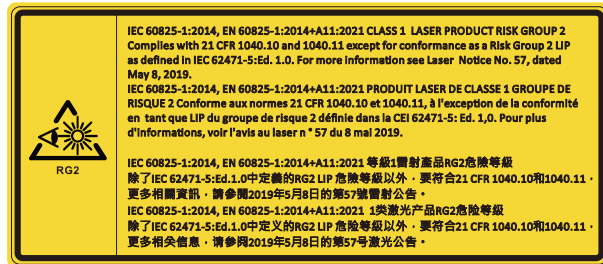 IEC 60825-1:2014, EN 60825-1:2014+A11:2021 CLASS 1 LASER PRODUCT RISK GROUP 2
Complies with 21 CFR 1040.10 and 1040.11 except for conformance as a Risk Group 2 LIP
as defined in IEC 62471-5:Ed. 1.0. For more information see Laser Notice No. 57, dated
May 8, 2019.
IEC 60825-1:2014, EN 60825-1:2014+A11:2021 PRODUIT LASER DE CLASSE 1 GROUPE DE
RISQUE 2 Conforme aux normes 21 CFR 1040.10 et 1040.11, à l'exception de la conformité
en tant que LIP du groupe de risque 2 définie dans la CEI 62471-5: Ed. 1,0. Pour plus
d'informations, voir l'avis au laser n ° 57 du 8 mai 2019.
RG2
IEC 60825-1:2014, EN 60825-1:2014+A11:2021 等級1雷射產品RG2危險等級
除了IEC 62471-5:Ed.1.0中定義的RG2 LIP 危險等級以外，要符合21 CFR 1040.10和1040.11，
更多相關資訊，請參閱2019年5月8日的第57號雷射公告。
IEC 60825-1:2014, EN 60825-1:2014+A11:2021 1类激光产品RG2危险等级
除了IEC 62471-5:Ed.1.0中定义的RG2 LIP 危险等级以外，要符合21 CFR 1040.10和1040.11，
更多相关信息，请参阅2019年5月8日的第57号激光公告。